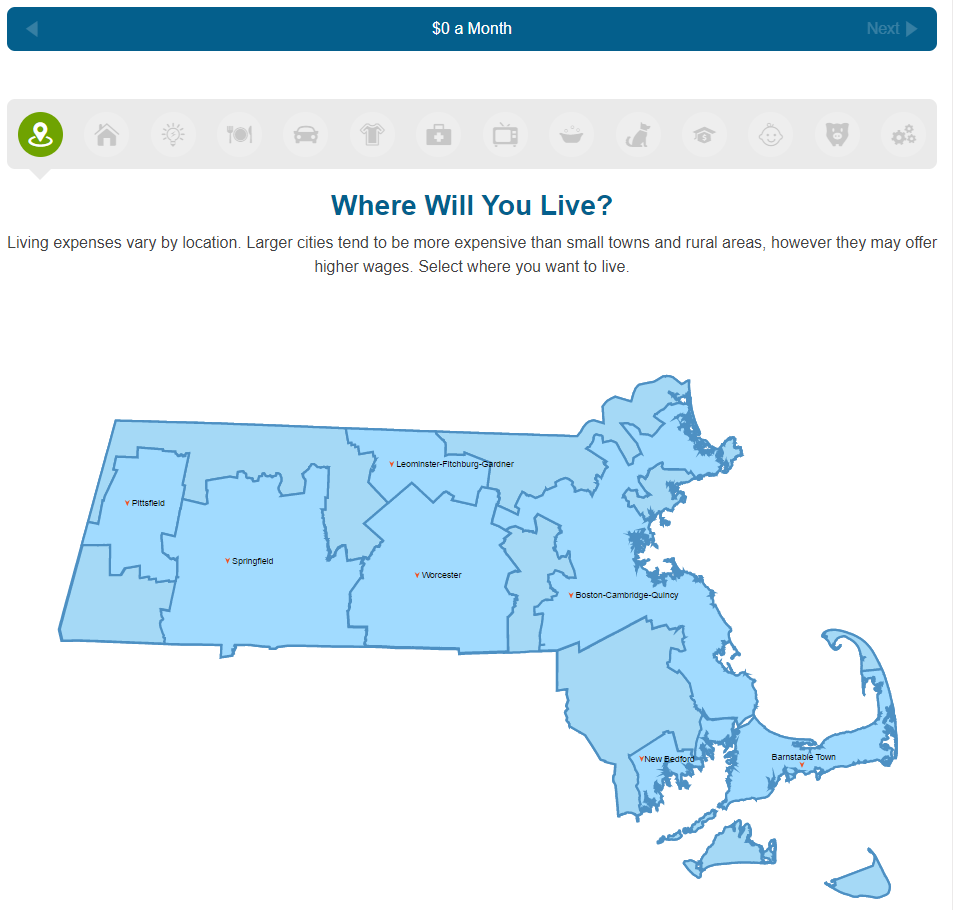 $0 a Month
Next
Where Will You Live?
Living expenses vary by location. Larger cities tend to be more expensive than small towns and rural areas, however they may offer
higher wages. Select where you want to live.
Leominster-Fitchburg-Gardner
Pittsfield
Springfield
Worcester
Boston-Cambridge-Quincy
New Bedford
Barnstable Town